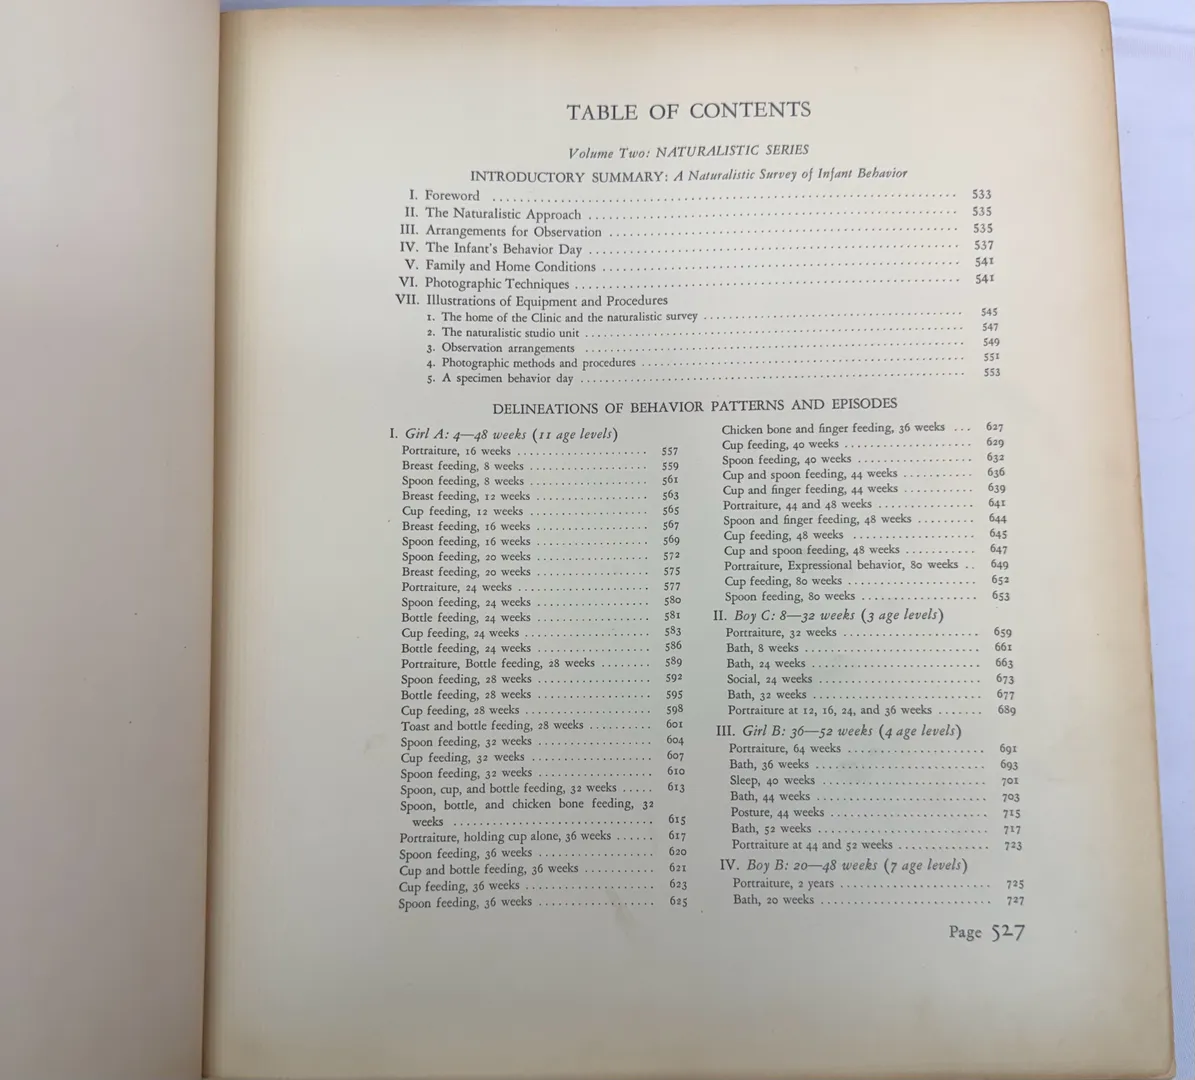 TABLE OF CONTENTS
Volume Two: NATURALISTIC SERIES
INTRODUCTORY SUMMARY: A Naturalistic Survey of Infant Behavior
I. Foreword ........ 533
II. The Naturalistic Approach ........ 535
III. Arrangements for Observation ........ 535
IV. The Infant's Behavior Day ........ 537
V. Family and Home Conditions ........ 541
VI. Photographic Techniques ........ 541
VII. Illustrations of Equipment and Procedures
1. The home of the Clinic and the naturalistic survey ........ 545
2. The naturalistic studio unit ........ 547
3. Observation arrangements ........ 549
4. Photographic methods and procedures ........ 551
5. A specimen behavior day ........ 553
DELINEATIONS OF BEHAVIOR PATTERNS AND EPISODES
I. Girl A: 4—48 weeks (11 age levels)
Portraiture, 16 weeks ........ 557
Breast feeding, 8 weeks ........ 559
Spoon feeding, 8 weeks ........ 561
Breast feeding, 12 weeks ........ 563
Cup feeding, 12 weeks ........ 565
Breast feeding, 16 weeks ........ 567
Spoon feeding, 16 weeks ........ 569
Spoon feeding, 20 weeks ........ 572
Breast feeding, 20 weeks ........ 575
Portraiture, 24 weeks ........ 577
Spoon feeding, 24 weeks ........ 580
Bottle feeding, 24 weeks ........ 581
Cup feeding, 24 weeks ........ 583
Bottle feeding, 24 weeks ........ 586
Portraiture, Bottle feeding, 28 weeks ........ 589
Spoon feeding, 28 weeks ........ 592
Bottle feeding, 28 weeks ........ 595
Cup feeding, 28 weeks ........ 598
Toast and bottle feeding, 28 weeks ........ 601
Spoon feeding, 32 weeks ........ 604
Cup feeding, 32 weeks ........ 607
Spoon feeding, 32 weeks ........ 610
Spoon, cup, and bottle feeding, 32 weeks ..... 613
Spoon, bottle, and chicken bone feeding, 32
weeks ........ 615
Portraiture, holding cup alone, 36 weeks ...... 617
Spoon feeding, 36 weeks ........ 620
Cup and bottle feeding, 36 weeks ........ 621
Cup feeding, 36 weeks ........ 623
Spoon feeding, 36 weeks ........ 625
Chicken bone and finger feeding, 36 weeks ... 627
Cup feeding, 40 weeks ........ 629
Spoon feeding, 40 weeks ........ 632
Cup and spoon feeding, 44 weeks ........ 636
Cup and finger feeding, 44 weeks ........ 639
Portraiture, 44 and 48 weeks ........ 641
Spoon and finger feeding, 48 weeks ........ 644
Cup feeding, 48 weeks ........ 645
Cup and spoon feeding, 48 weeks ........ 647
Portraiture, Expressional behavior, 80 weeks .. 649
Cup feeding, 80 weeks ........ 652
Spoon feeding, 80 weeks ........ 653
II. Boy C: 8—32 weeks (3 age levels)
Portraiture, 32 weeks ........ 659
Bath, 8 weeks ........ 661
Bath, 24 weeks ........ 663
Social, 24 weeks ........ 673
Bath, 32 weeks ........ 677
Portraiture at 12, 16, 24, and 36 weeks ....... 689
III. Girl B: 36—52 weeks (4 age levels)
Portraiture, 64 weeks ........ 691
Bath, 36 weeks ........ 693
Sleep, 40 weeks ........ 701
Bath, 44 weeks ........ 703
Posture, 44 weeks ........ 715
Bath, 52 weeks ........ 717
Portraiture at 44 and 52 weeks ........ 723
IV. Boy B: 20—48 weeks (7 age levels)
Portraiture, 2 years ........ 725
Bath, 20 weeks ........ 727
Page 527